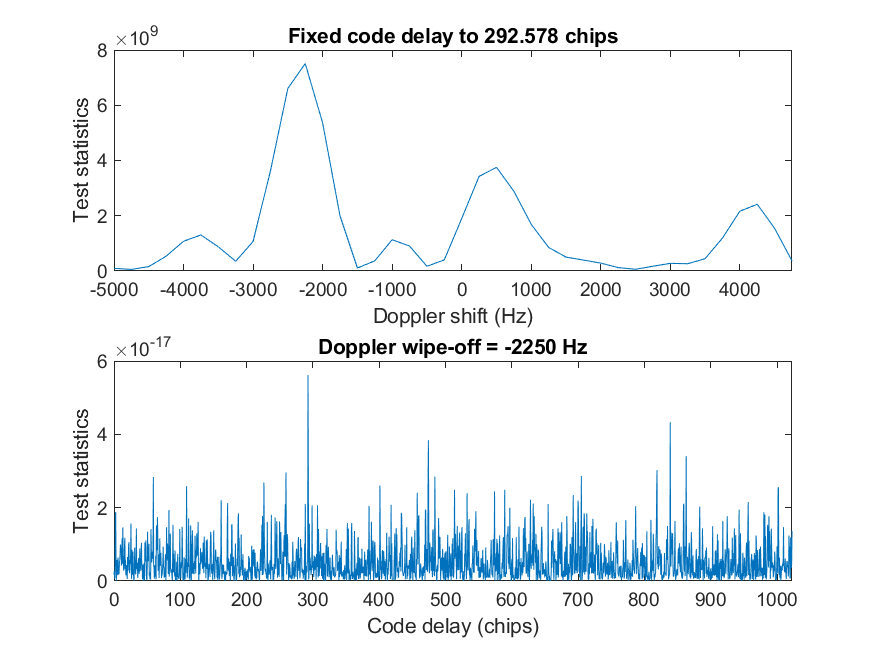 Fixed code delay to 292.578 chips
×10^9
8
6
4
2
0
Test statistics
-5000 -4000 -3000 -2000 -1000 0 1000 2000 3000 4000
Doppler shift (Hz)
Doppler wipe-off = -2250 Hz
×10^-17
6
4
2
0
Test statistics
0 100 200 300 400 500 600 700 800 900 1000
Code delay (chips)